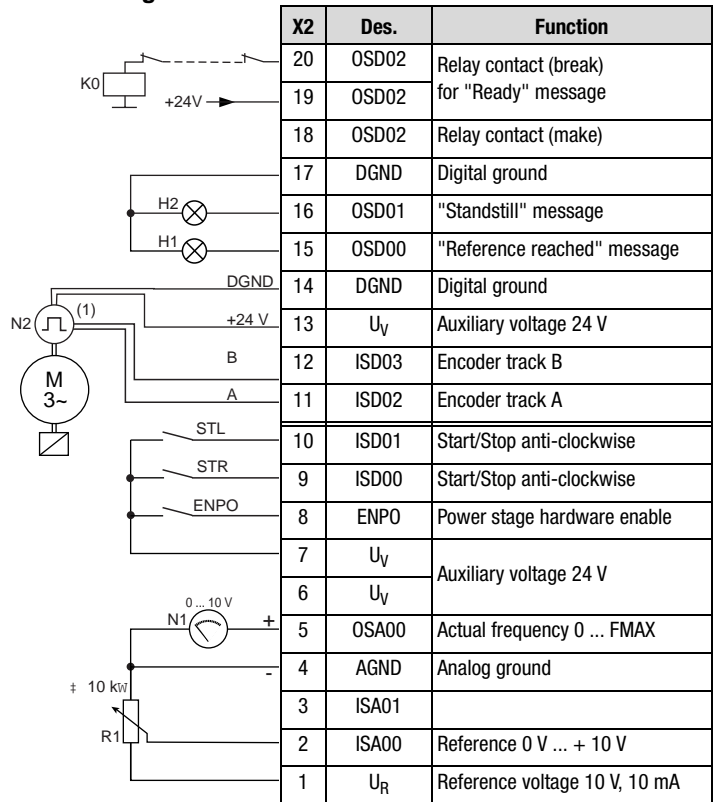 X2 Des. Function
20 OSD02 Relay contact (break)
for "Ready" message
K0
+24V
19 OSD02
18 OSD02 Relay contact (make)
17 DGND Digital ground
H2
16 OSD01 "Standstill" message
H1
15 OSD00 "Reference reached" message
DGND
14 DGND Digital ground
N2 (1)
+24 V
13 UV Auxiliary voltage 24 V
B
12 ISD03 Encoder track B
M
3~
A
11 ISD02 Encoder track A
STL
10 ISD01 Start/Stop anti-clockwise
STR
9 ISD00 Start/Stop anti-clockwise
ENPO
8 ENPO Power stage hardware enable
7 UV Auxiliary voltage 24 V
6 UV
0 ... 10 V
N1 +
5 OSA00 Actual frequency 0 ... FMAX
-
4 AGND Analog ground
‡ 10 kW
3 ISA01
R1
2 ISA00 Reference 0 V ... + 10 V
1 UR Reference voltage 10 V, 10 mA